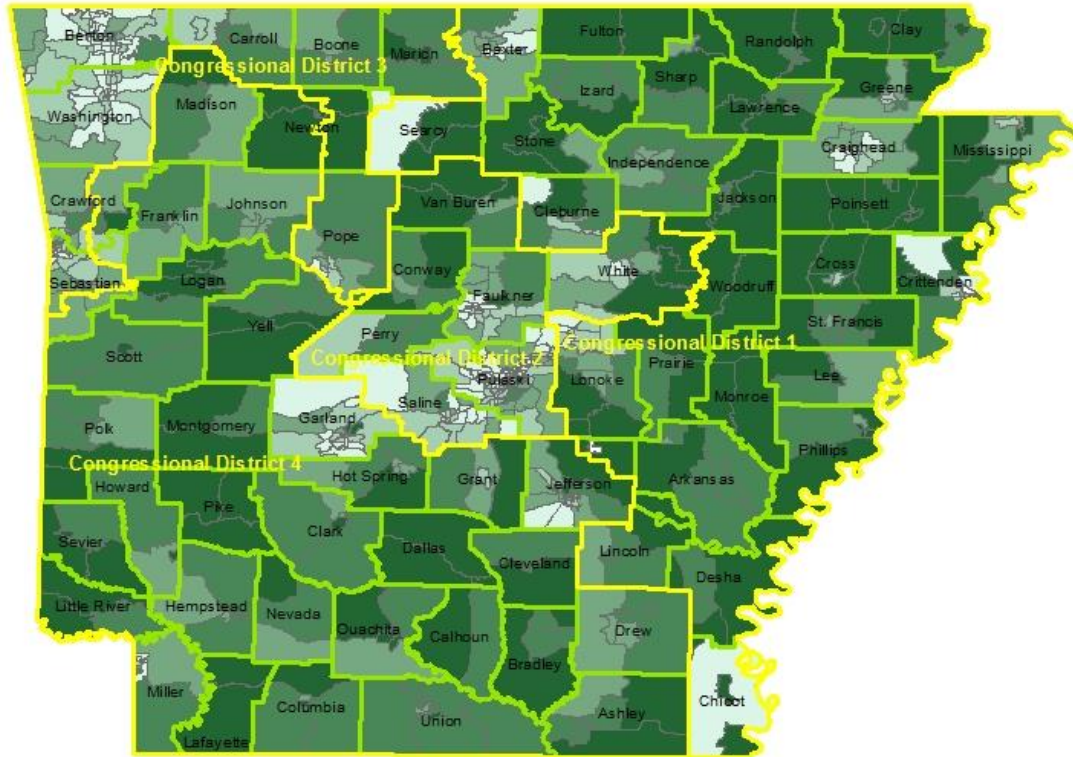 Benton
Carroll
Boone
Marion
Baxter
Fulton
Randolph
Clay
Congressional District 3
Sharp
Izard
Greene
Madison
Lawrence
Washington
Newton
Searcy
Stone
Craighead
Mississippi
Independence
Crawford
Franklin
Johnson
Van Buren
Cleburne
Jackson
Poinsett
Pope
Conway
White
Cross
Sebastian
Logan
Woodruff
Crittenden
Faulkner
Yell
Perry
St. Francis
Scott
Congressional District 2
Congressional District 1
Prairie
Lee
Pulaski
Lonoke
Saline
Monroe
Garland
Polk
Montgomery
Phillips
Congressional District 4
Hot Spring
Grant
Jefferson
Arkansas
Howard
Pike
Clark
Sevier
Dallas
Lincoln
Cleveland
Desha
Little River
Hempstead
Nevada
Ouachita
Calhoun
Drew
Bradley
Miller
Chicot
Columbia
Union
Ashley
Lafayette